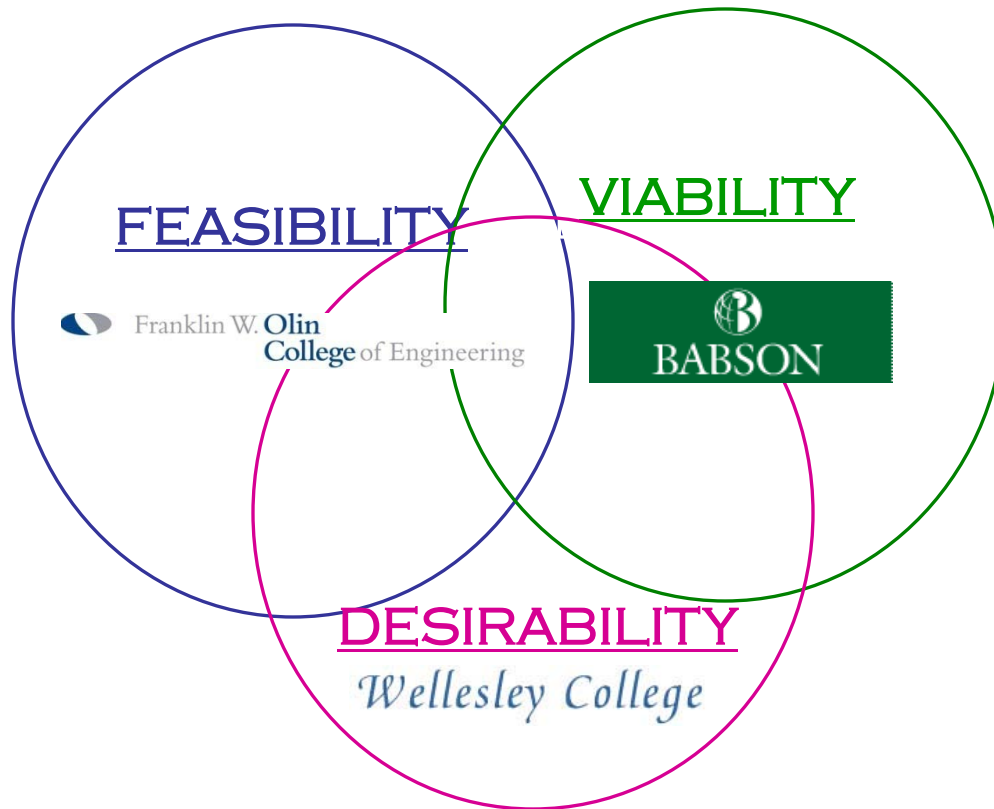 FEASIBILITY
VIABILITY
Franklin W. Olin
College of Engineering
BABSON
DESIRABILITY
Wellesley College